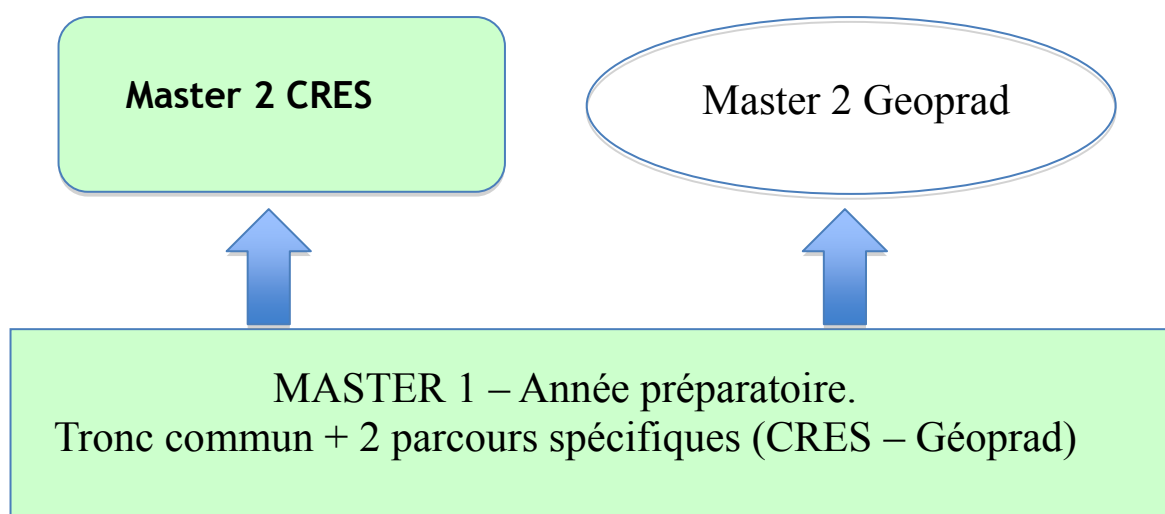 Master 2 CRES
Master 2 Geoprad
MASTER 1 – Année préparatoire.
Tronc commun + 2 parcours spécifiques (CRES – Géoprad)